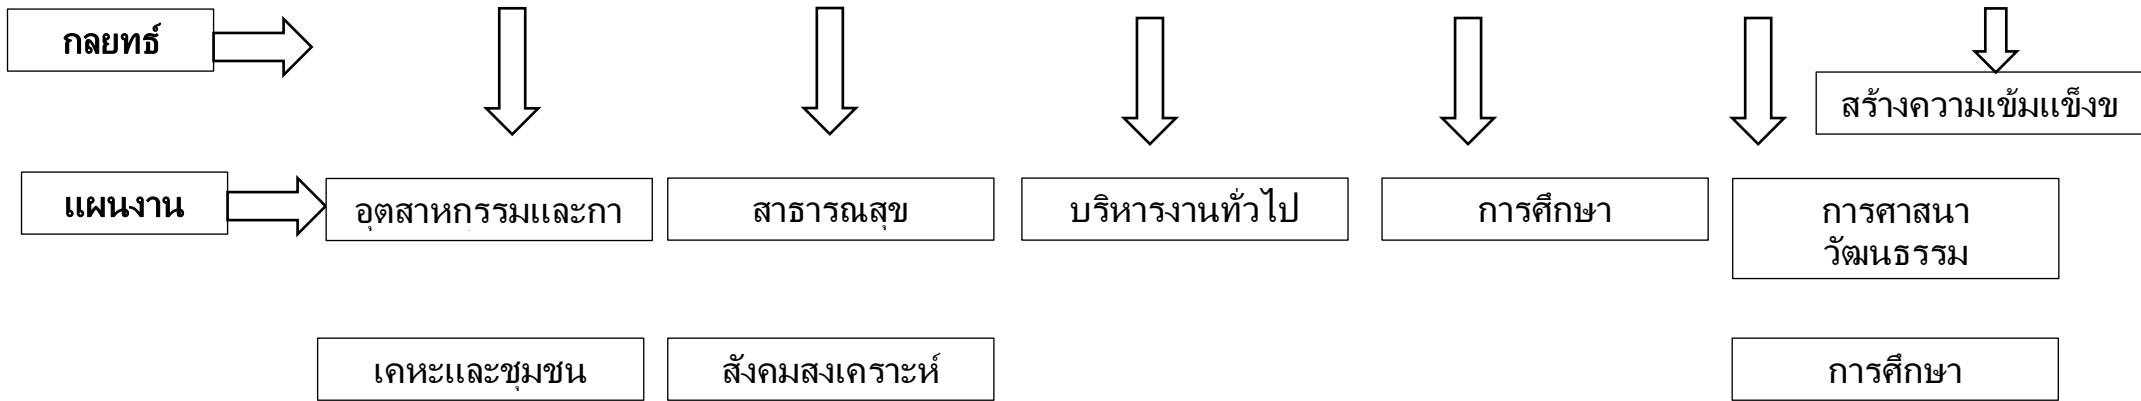 กลยทธ์
สร้างความเข้มแข็งข
แผนงาน
อุตสาหกรรมและกา
สาธารณสุข
บริหารงานทั่วไป
การศึกษา
การศาสนา
วัฒนธรรม
เคหะและชุมชน
สังคมสงเคราะห์
การศึกษา